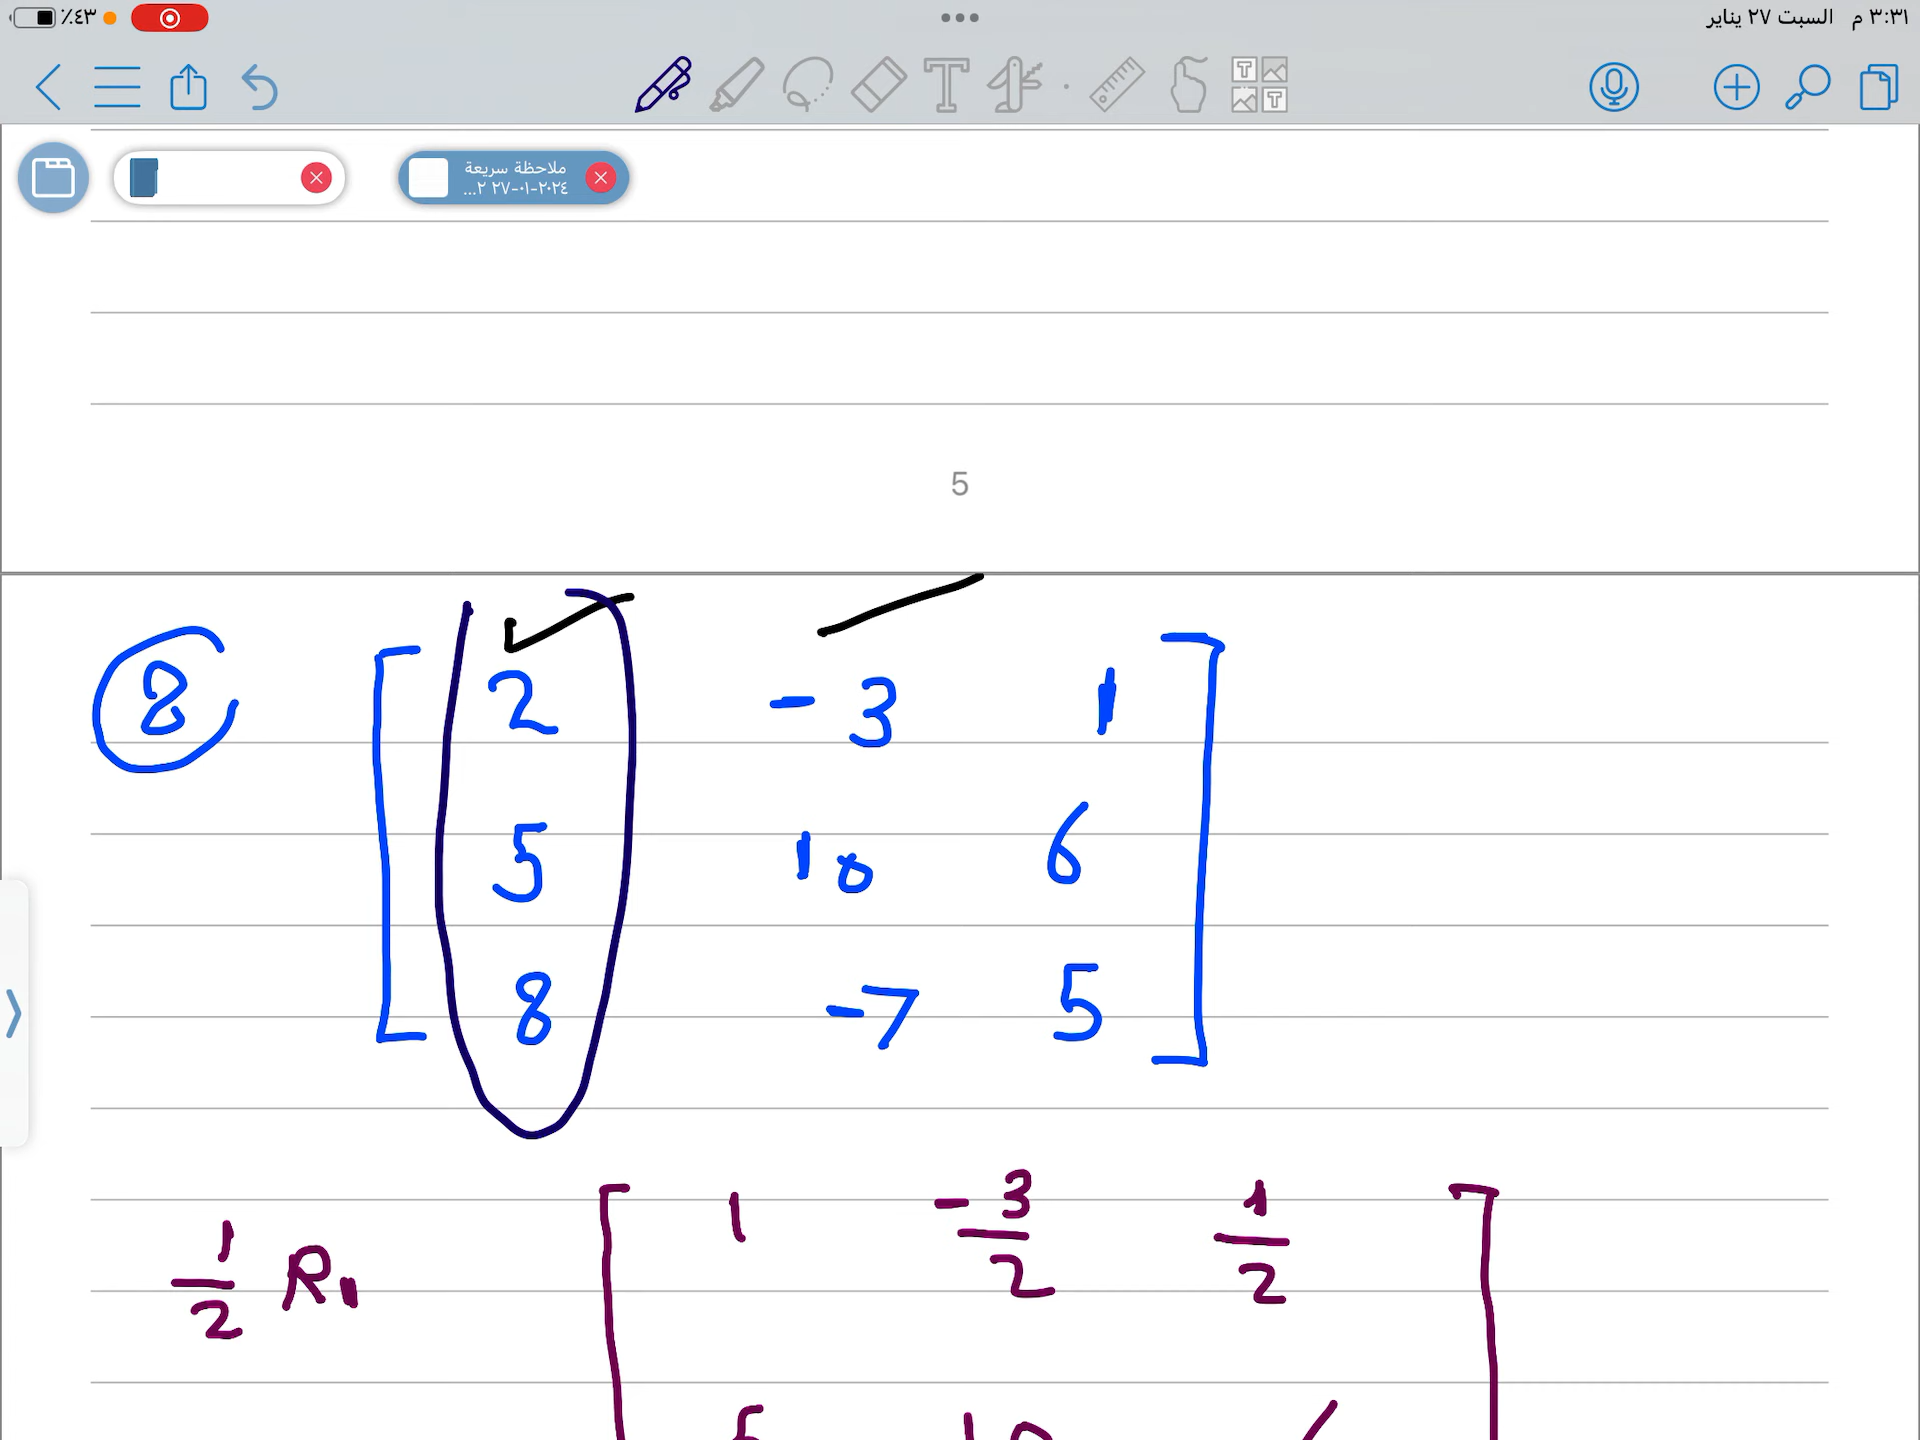 ٪٤٣ السبت ٢٧ يناير ٣:٣١ م
ملاحظة سريعة
٢٠٢٤-٠١-٢٧ ٢...
5
8
2 -3 1
5 10 6
8 -7 5
1/2 R1
1 -3/2 1/2